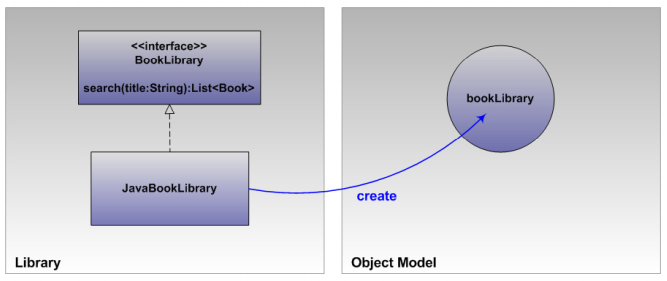 <<interface>>
BookLibrary
search(title:String):List<Book>
JavaBookLibrary
Library
bookLibrary
create
Object Model